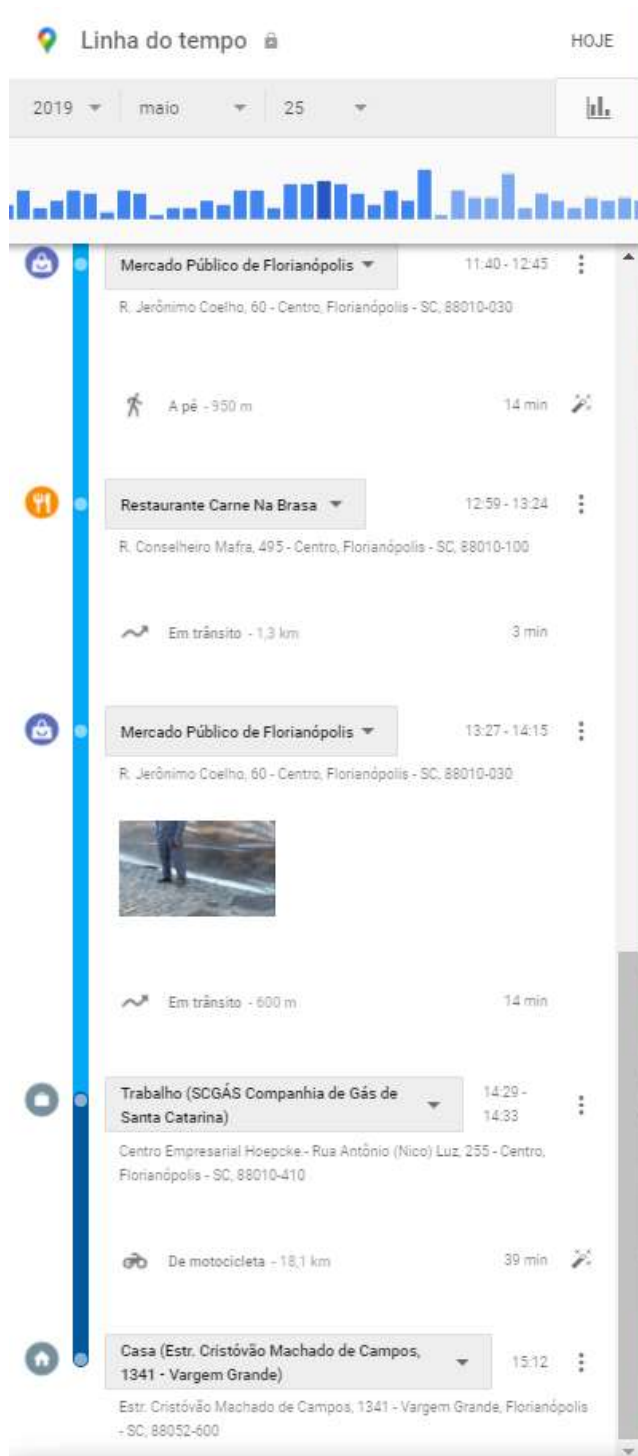 Linha do tempo
HOJE
2019 maio 25
Mercado Público de Florianópolis 11:40 - 12:45
R. Jerônimo Coelho, 60 - Centro, Florianópolis - SC, 88010-030
A pé - 950 m 14 min
Restaurante Carne Na Brasa 12:59 - 13:24
R. Conselheiro Mafra, 495 - Centro, Florianópolis - SC, 88010-100
Em trânsito - 1,3 km 3 min
Mercado Público de Florianópolis 13:27 - 14:15
R. Jerônimo Coelho, 60 - Centro, Florianópolis - SC, 88010-030
Em trânsito - 600 m 14 min
Trabalho (SCGÁS Companhia de Gás de 14:29 -
Santa Catarina) 14:33
Centro Empresarial Hoepcke - Rua Antônio (Nico) Luz, 255 - Centro,
Florianópolis - SC, 88010-410
De motocicleta - 18,1 km 39 min
Casa (Estr. Cristóvão Machado de Campos,
1341 - Vargem Grande) 15:12
Estr. Cristóvão Machado de Campos, 1341 - Vargem Grande, Florianópolis
- SC, 88052-600